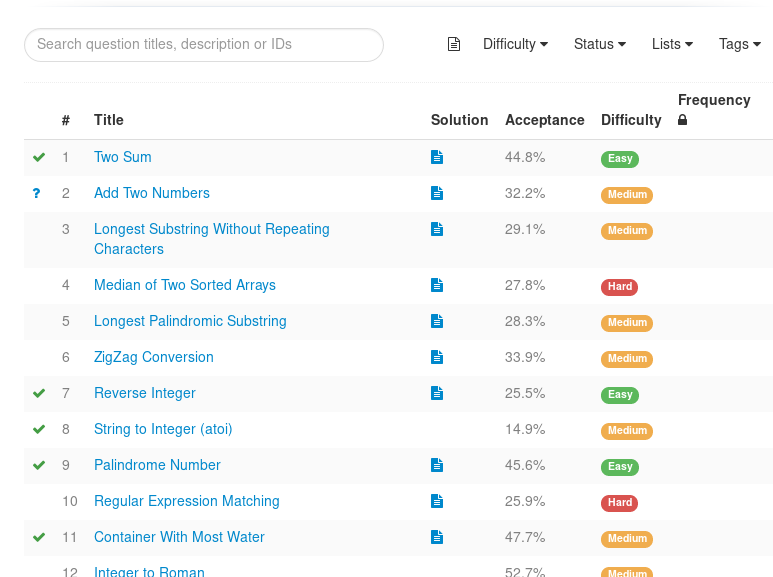 Search question titles, description or IDs Difficulty Status Lists Tags
Frequency
# Title Solution Acceptance Difficulty
1 Two Sum 44.8% Easy
? 2 Add Two Numbers 32.2% Medium
3 Longest Substring Without Repeating 29.1% Medium
Characters
4 Median of Two Sorted Arrays 27.8% Hard
5 Longest Palindromic Substring 28.3% Medium
6 ZigZag Conversion 33.9% Medium
7 Reverse Integer 25.5% Easy
8 String to Integer (atoi) 14.9% Medium
9 Palindrome Number 45.6% Easy
10 Regular Expression Matching 25.9% Hard
11 Container With Most Water 47.7% Medium
12 Integer to Roman 52.7% Medium